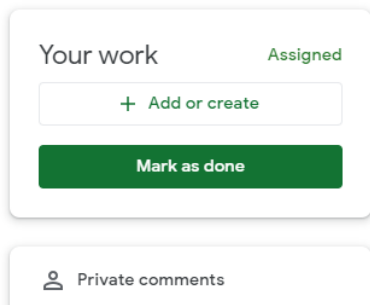 Your work
Assigned
+ Add or create
Mark as done
Private comments